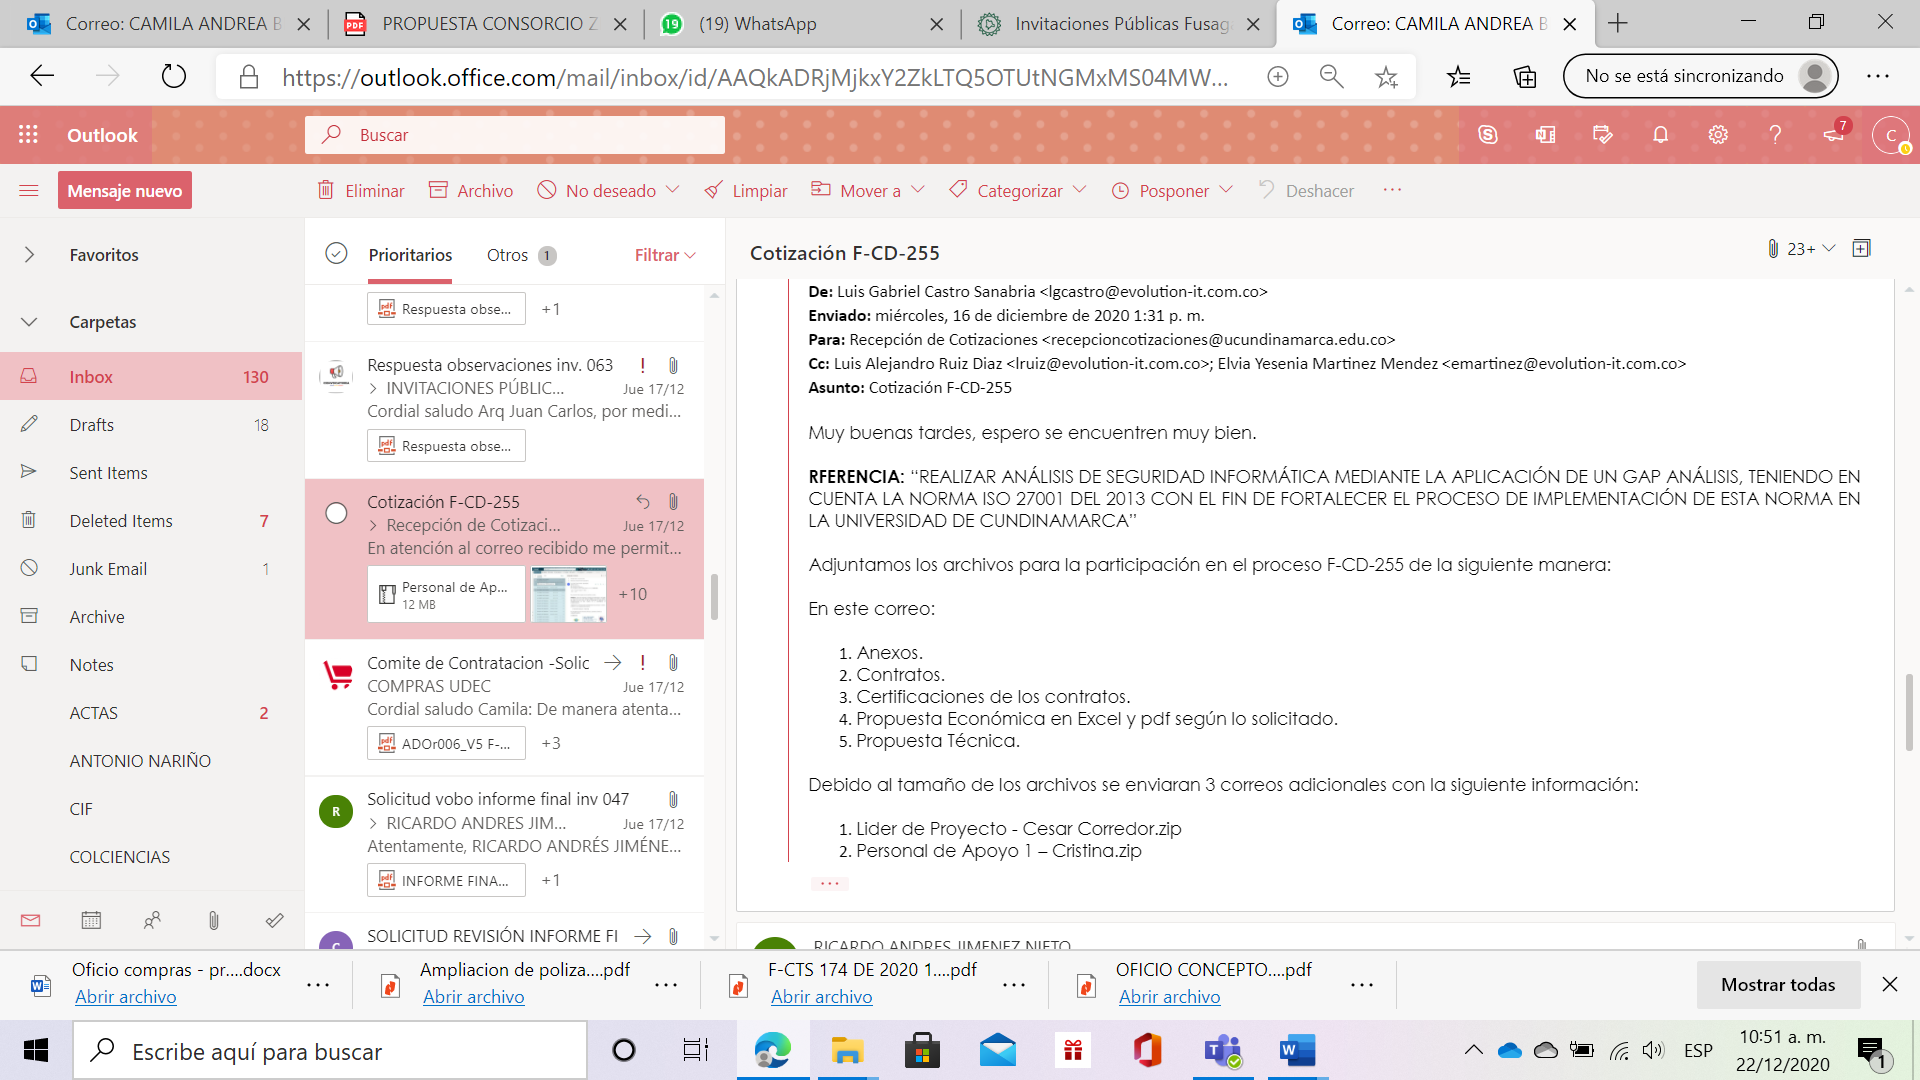 Correo: CAMILA ANDREA B
PROPUESTA CONSORCIO Z
(19) WhatsApp
Invitaciones Públicas Fusaga
Correo: CAMILA ANDREA B
https://outlook.office.com/mail/inbox/id/AAQkADRjMjkxY2ZkLTQ5OTUtNGMxMS04MW...
No se está sincronizando
Outlook
Buscar
7
C
Mensaje nuevo
Eliminar
Archivo
No deseado
Limpiar
Mover a
Categorizar
Posponer
Deshacer
Favoritos
Carpetas
Inbox 130
Drafts 18
Sent Items
Deleted Items 7
Junk Email 1
Archive
Notes
ACTAS 2
ANTONIO NARIÑO
CIF
COLCIENCIAS
Prioritarios
Otros 1
Filtrar
Respuesta obse... +1
Respuesta observaciones inv. 063
INVITACIONES PÚBLIC... Jue 17/12
Cordial saludo Arq Juan Carlos, por medi...
Respuesta obse...
Cotización F-CD-255
Recepción de Cotizaci... Jue 17/12
En atención al correo recibido me permit...
Personal de Ap...
12 MB
+10
Comite de Contratacion -Solic
COMPRAS UDEC Jue 17/12
Cordial saludo Camila: De manera atenta...
ADOr006_V5 F-... +3
Solicitud vobo informe final inv 047
R
RICARDO ANDRES JIM... Jue 17/12
Atentamente, RICARDO ANDRÉS JIMÉNE...
INFORME FINA... +1
SOLICITUD REVISIÓN INFORME FI
Cotización F-CD-255
23+
De: Luis Gabriel Castro Sanabria <lgcastro@evolution-it.com.co>
Enviado: miércoles, 16 de diciembre de 2020 1:31 p. m.
Para: Recepción de Cotizaciones <recepcioncotizaciones@ucundinamarca.edu.co>
Cc: Luis Alejandro Ruiz Diaz <lruiz@evolution-it.com.co>; Elvia Yesenia Martinez Mendez <emartinez@evolution-it.com.co>
Asunto: Cotización F-CD-255
Muy buenas tardes, espero se encuentren muy bien.
RFERENCIA: “REALIZAR ANÁLISIS DE SEGURIDAD INFORMÁTICA MEDIANTE LA APLICACIÓN DE UN GAP ANÁLISIS, TENIENDO EN
CUENTA LA NORMA ISO 27001 DEL 2013 CON EL FIN DE FORTALECER EL PROCESO DE IMPLEMENTACIÓN DE ESTA NORMA EN
LA UNIVERSIDAD DE CUNDINAMARCA”
Adjuntamos los archivos para la participación en el proceso F-CD-255 de la siguiente manera:
En este correo:
1. Anexos.
2. Contratos.
3. Certificaciones de los contratos.
4. Propuesta Económica en Excel y pdf según lo solicitado.
5. Propuesta Técnica.
Debido al tamaño de los archivos se enviaran 3 correos adicionales con la siguiente información:
1. Lider de Proyecto - Cesar Corredor.zip
2. Personal de Apoyo 1 – Cristina.zip
RICARDO ANDRES JIMENEZ NIETO
Oficio compras - pr....docx
Abrir archivo
Ampliacion de poliza....pdf
Abrir archivo
F-CTS 174 DE 2020 1....pdf
Abrir archivo
OFICIO CONCEPTO....pdf
Abrir archivo
Mostrar todas
Escribe aquí para buscar
ESP
10:51 a. m.
22/12/2020
1